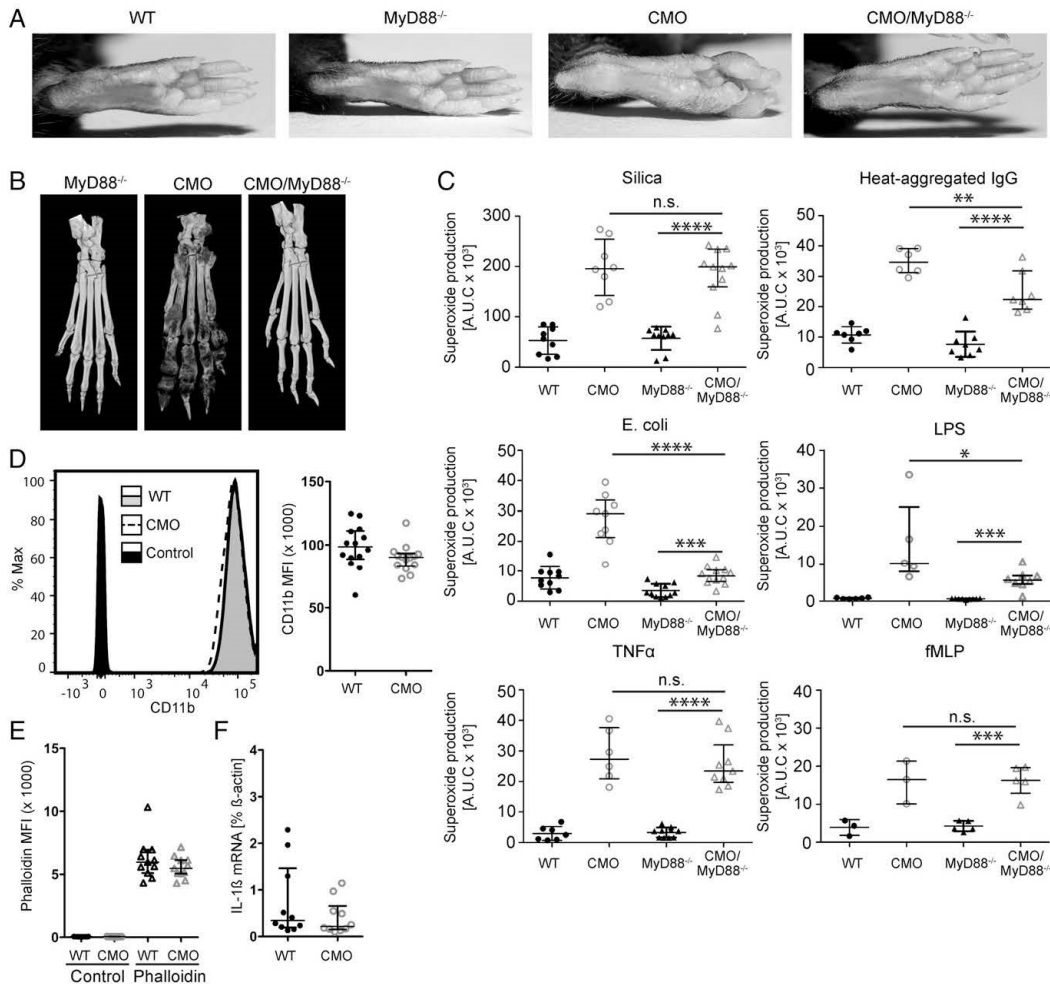 A
WT
MyD88-/-
CMO
CMO/MyD88-/-
B
MyD88-/-
CMO
CMO/MyD88-/-
C
Silica
Superoxide production
[A.U.C x 10³]
300
200
100
0
n.s.
****
WT
CMO
MyD88-/-
CMO/
MyD88-/-
Heat-aggregated IgG
Superoxide production
[A.U.C x 10³]
60
50
40
30
20
10
0
**
****
WT
CMO
MyD88-/-
CMO/
MyD88-/-
E. coli
Superoxide production
[A.U.C x 10³]
50
40
30
20
10
0
****
***
WT
CMO
MyD88-/-
CMO/
MyD88-/-
LPS
Superoxide production
[A.U.C x 10³]
40
30
20
10
0
*
***
WT
CMO
MyD88-/-
CMO/
MyD88-/-
TNFα
Superoxide production
[A.U.C x 10³]
50
40
30
20
10
0
n.s.
****
WT
CMO
MyD88-/-
CMO/
MyD88-/-
fMLP
Superoxide production
[A.U.C x 10³]
40
30
20
10
0
n.s.
***
WT
CMO
MyD88-/-
CMO/
MyD88-/-
D
% Max
100
80
60
40
20
0
WT
CMO
Control
-10³
0
10³
10⁴
10⁵
CD11b
CD11b MFI (x 1000)
150
100
50
0
WT
CMO
E
Phalloidin MFI (x 1000)
15
10
5
0
WT
CMO
WT
CMO
Control
Phalloidin
F
IL-1ß mRNA [% ß-actin]
4
3
2
1
0
WT
CMO